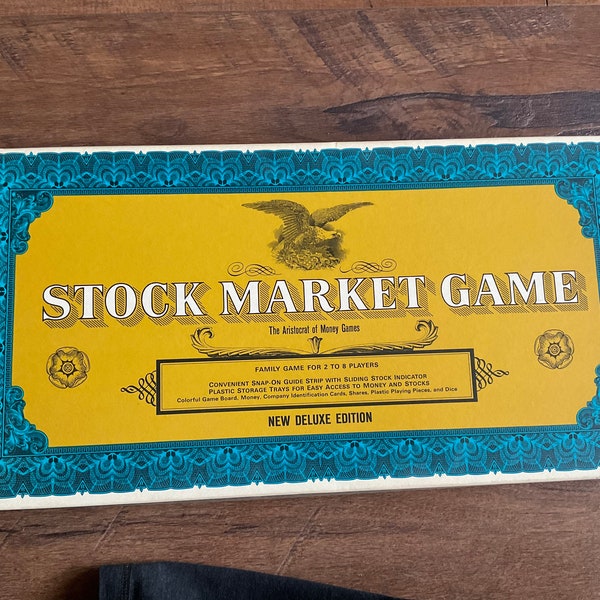 STOCK MARKET GAME
The Aristocrat of Money Games
FAMILY GAME FOR 2 TO 8 PLAYERS
CONVENIENT SNAP-ON GUIDE STRIP WITH SLIDING STOCK INDICATOR
PLASTIC STORAGE TRAYS FOR EASY ACCESS TO MONEY AND STOCKS
Colorful Game Board, Money, Company Identification Cards, Shares, Plastic Playing Pieces, and Dice
NEW DELUXE EDITION